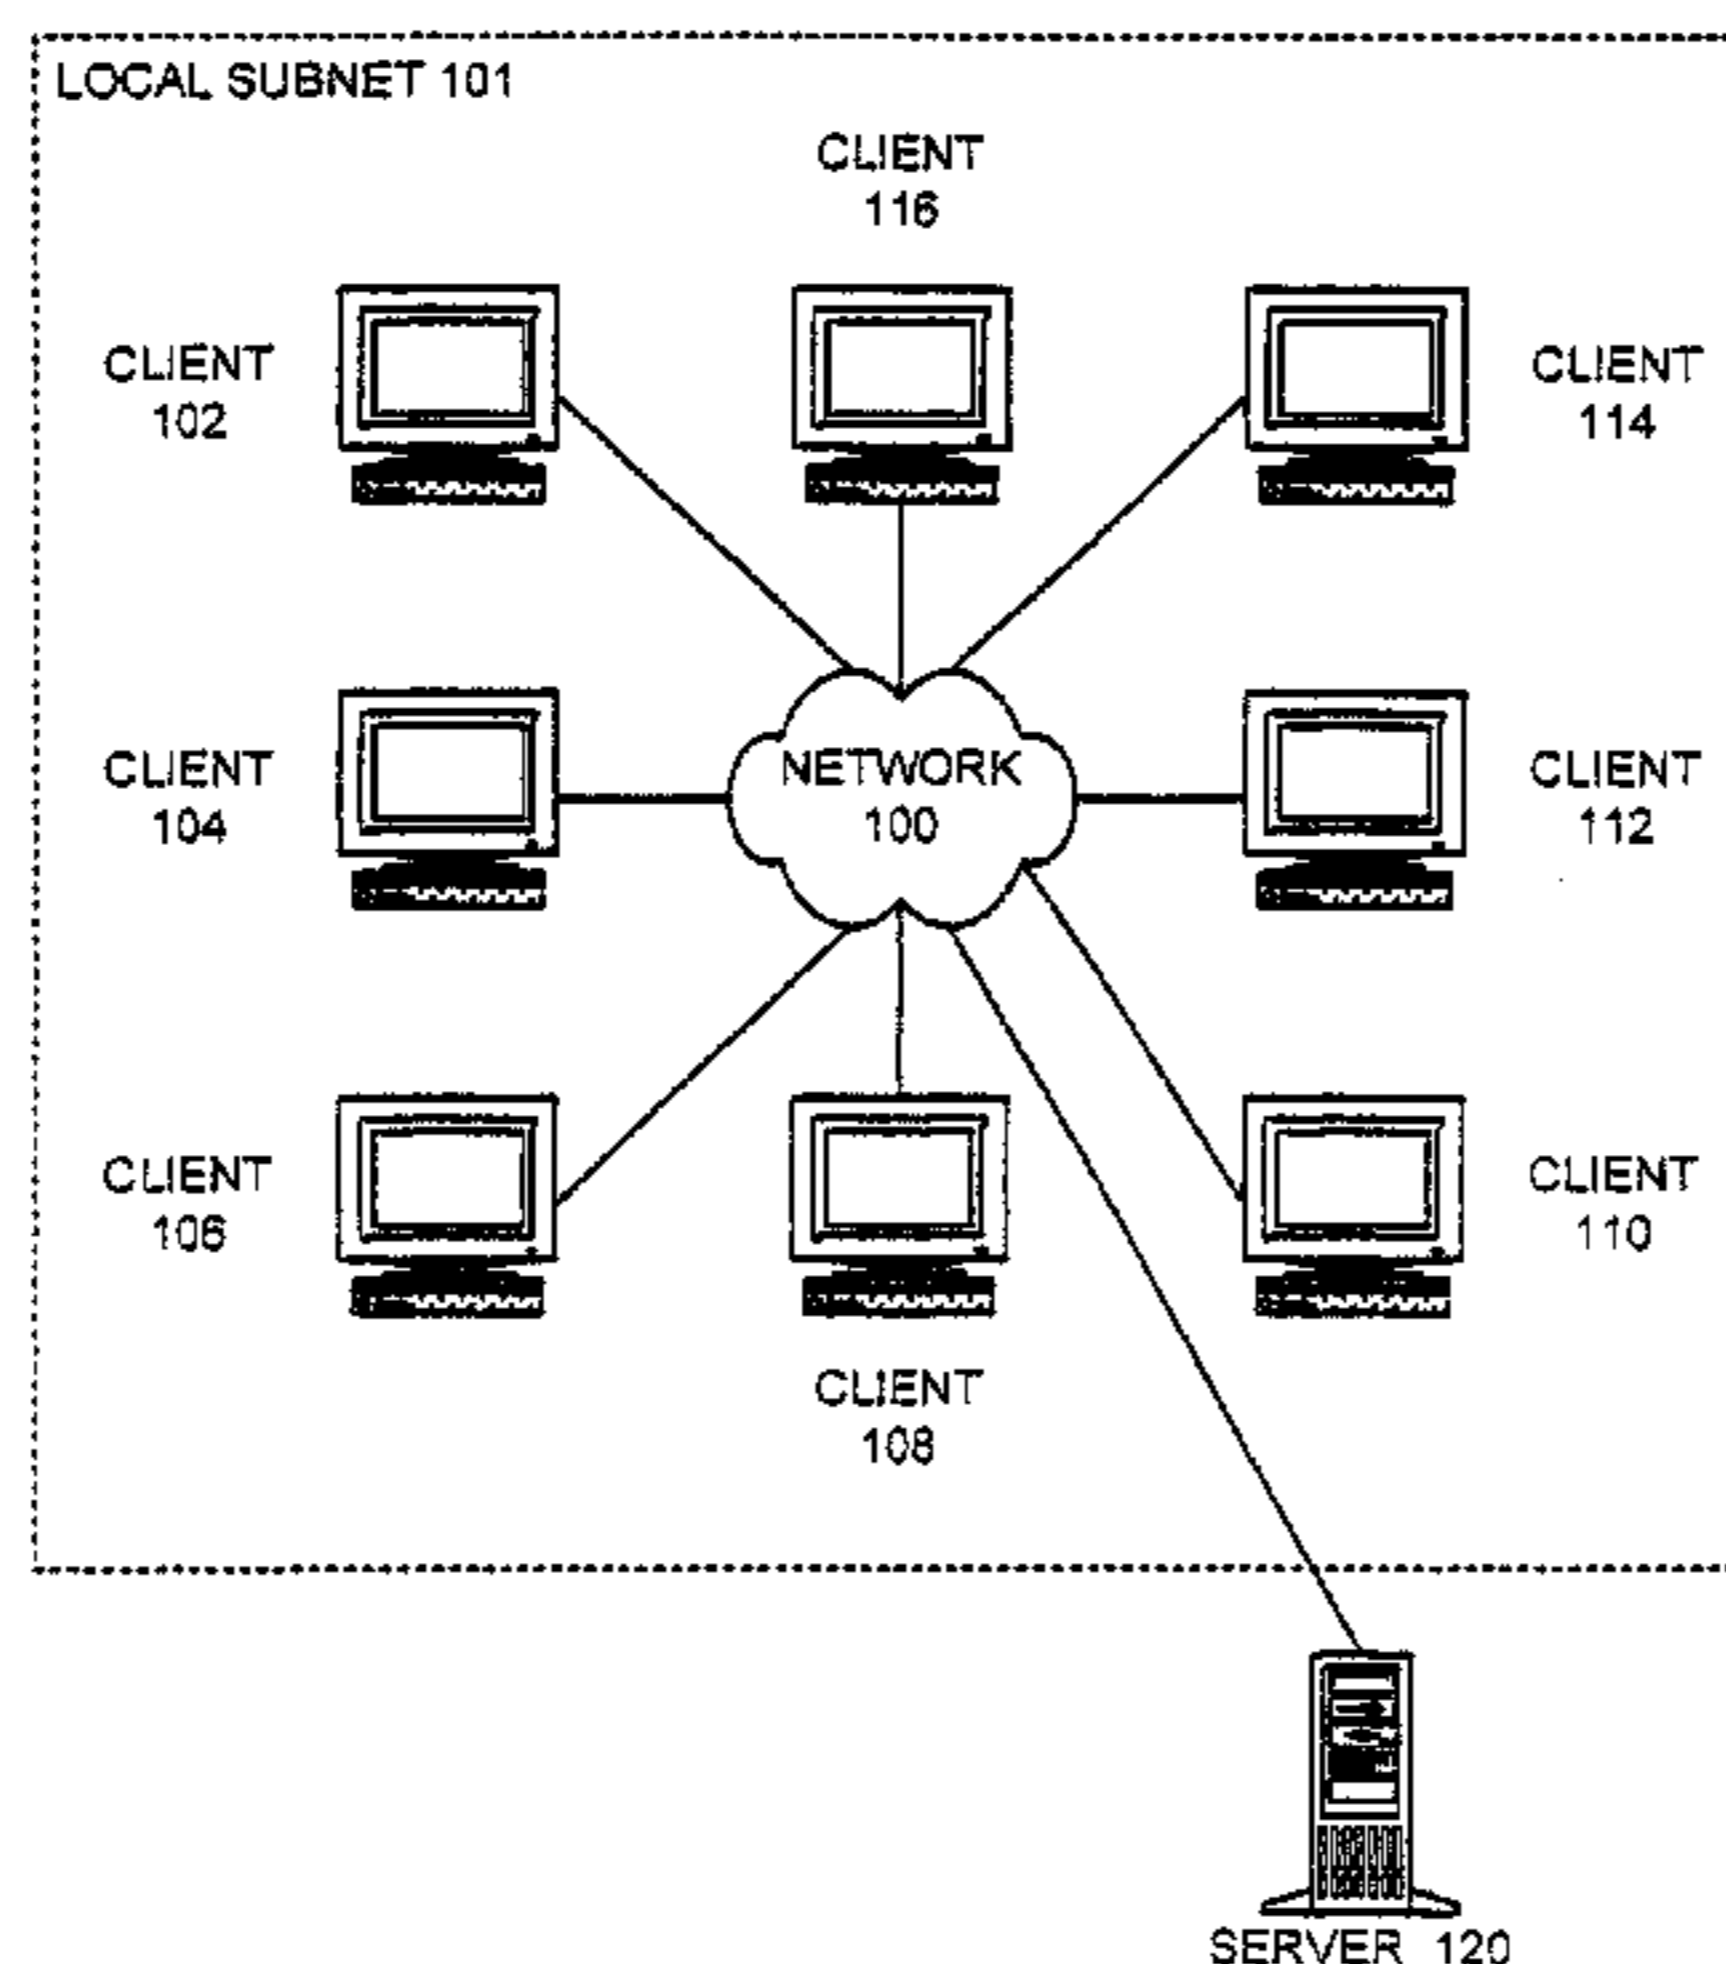 LOCAL SUBNET 101
CLIENT
116
CLIENT
102
CLIENT
114
CLIENT
104
NETWORK
100
CLIENT
112
CLIENT
106
CLIENT
110
CLIENT
108
SERVER 120